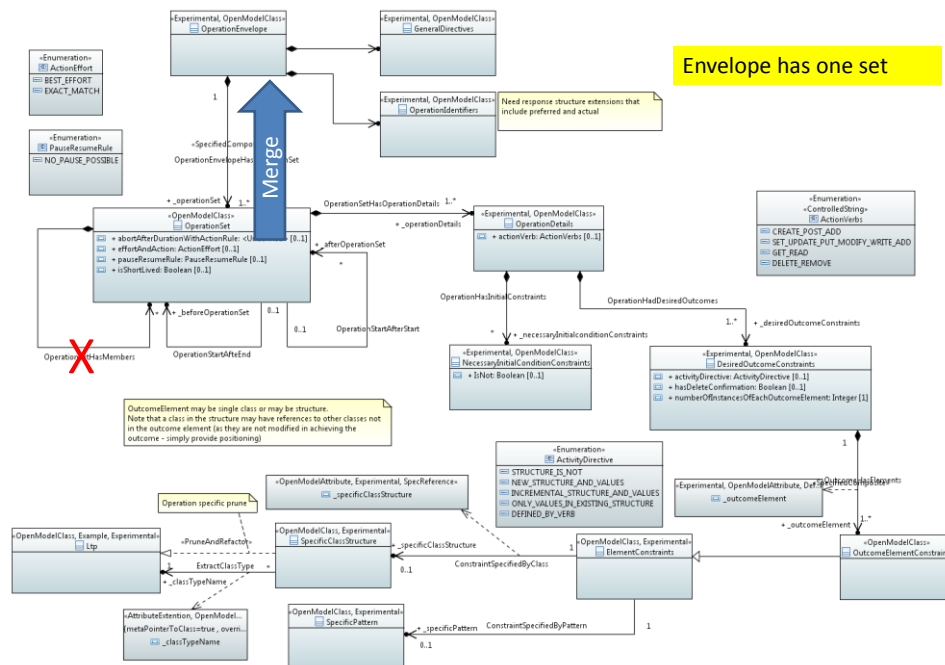 «Experimental, OpenModelClass»
OperationEnvelope
«Experimental, OpenModelClass»
GeneralDirectives
Envelope has one set
«Enumeration»
ActionEffort
BEST_EFFORT
EXACT_MATCH
«Experimental, OpenModelClass»
OperationIdentifiers
Need response structure extensions that
include preferred and actual
1
«Enumeration»
PauseResumeRule
NO_PAUSE_POSSIBLE
Merge
+ _operationSet
1..*
«OpenModelClass»
OperationSet
+ abortAfterDurationWithActionRule:
[0..1]
+ effortAndAction: ActionEffort [0..1]
+ pauseResumeRule: PauseResumeRule [0..1]
+ isShortLived: Boolean [0..1]
OperationSetHasOperationDetails
1..*
+ _operationDetails
_afterOperationSet
*
«Experimental, OpenModelClass»
OperationDetails
+ actionVerb: ActionVerbs [0..1]
«Enumeration»
«ControlledString»
ActionVerbs
CREATE_POST_ADD
SET_UPDATE_PUT_MODIFY_WRITE_ADD
GET_READ
DELETE_REMOVE
OperationHasInitialConstraints
OperationHadDesiredOutcomes
* * + _beforeOperationSet
0..1
0..1
OperationStartAfterStart
OperationStartAfteEnd
X
* + _necessaryInitialconditionConstraints
1..*
+ _desiredOutcomeConstraints
«Experimental, OpenModelClass»
NecessaryInitialConditionConstraints
+ IsNot: Boolean [0..1]
«Experimental, OpenModelClass»
DesiredOutcomeConstraints
+ activityDirective: ActivityDirective [0..1]
+ hasDeleteConfirmation: Boolean [0..1]
+ numberOfInstancesOfEachOutcomeElement: Integer [1]
OutcomeElement may be single class or may be structure.
Note that a class in the structure may have references to other classes not
in the outcome element (as they are not modified in achieving the
outcome - simply provide positioning)
1
«Enumeration»
ActivityDirective
STRUCTURE_IS_NOT
NEW_STRUCTURE_AND_VALUES
INCREMENTAL_STRUCTURE_AND_VALUES
ONLY_VALUES_IN_EXISTING_STRUCTURE
DEFINED_BY_VERB
«OpenModelAttribute, Experimental, SpecReference»
_specificClassStructure
«Experimental, OpenModelAttribute,
_outcomeElement
Operation specific prune
+ _outcomeElement
1..*
«OpenModelClass, Example, Experimental»
Ltp
«PruneAndRefactor»
«OpenModelClass, Experimental»
SpecificClassStructure
+ _specificClassStructure
0..1
1
ConstraintSpecifiedByClass
«OpenModelClass, Experimental»
ElementConstraints
«OpenModelClass»
OutcomeElementConstraint
ExtractClassType
1
*
+ _classTypeName
«AttributeExtention, OpenModel...
{metaPointerToClass=true , overri...
_classTypeName
«OpenModelClass, Experimental»
SpecificPattern
+ _specificPattern
0..1
ConstraintSpecifiedByPattern
1